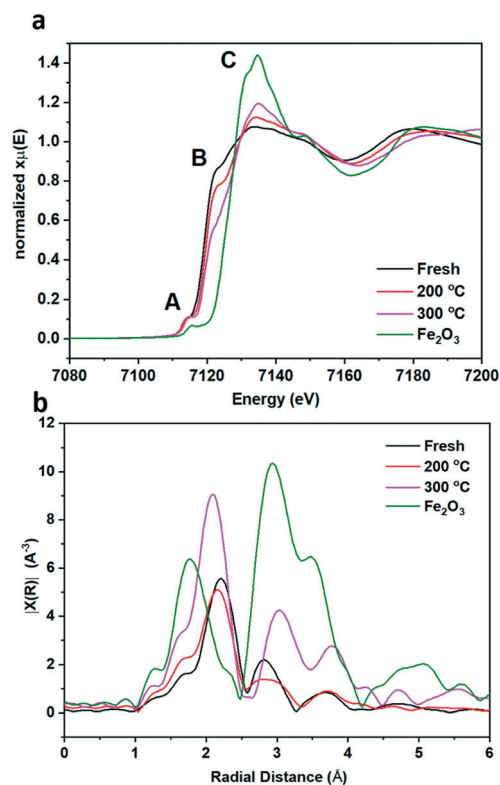 a
C
B
A
normalized xμ(E)
1.4
1.2
1.0
0.8
0.6
0.4
0.2
0.0
Fresh
200 °C
300 °C
Fe₂O₃
7080 7100 7120 7140 7160 7180 7200
Energy (eV)
b
|X(R)| (A⁻³)
12
10
8
6
4
2
0
Fresh
200 °C
300 °C
Fe₂O₃
0 1 2 3 4 5 6
Radial Distance (Å)